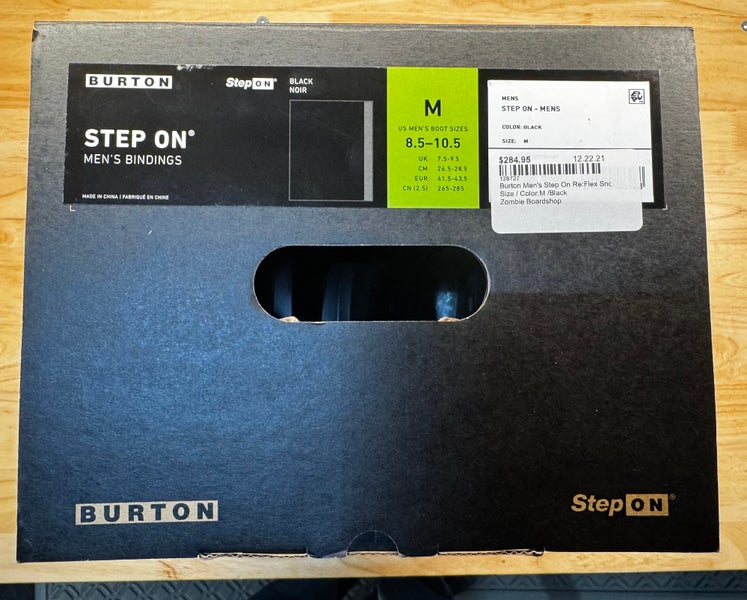 BURTON
StepON®
BLACK
NOIR
STEP ON®
MEN'S BINDINGS
MADE IN CHINA | FABRIQUÉ EN CHINE
M
US MEN'S BOOT SIZES
8.5–10.5
UK 7.5-9.5
CM 26.5-28.5
EUR 41.5-43.5
CN (2.5) 265-285
MENS
STEP ON - MENS
COLOR: BLACK
SIZE: M
$284.95 12.22.21
128727
Burton Men's Step On Re:Flex Sno
Size / Color:M /Black
Zombie Boardshop
BURTON
StepON®